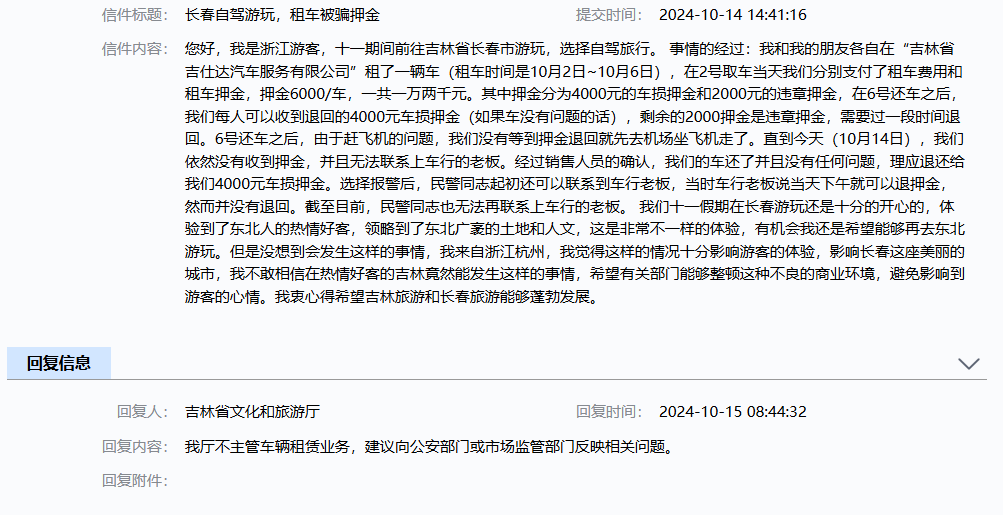 信件标题： 长春自驾游玩，租车被骗押金 提交时间： 2024-10-14 14:41:16
信件内容： 您好，我是浙江游客，十一期间前往吉林省长春市游玩，选择自驾旅行。 事情的经过：我和我的朋友各自在“吉林省
吉仕达汽车服务有限公司”租了一辆车（租车时间是10月2日~10月6日），在2号取车当天我们分别支付了租车费用和
租车押金，押金6000/车，一共一万两千元。其中押金分为4000元的车损押金和2000元的违章押金，在6号还车之后，
我们每人可以收到退回的4000元车损押金（如果车没有问题的话），剩余的2000押金是违章押金，需要过一段时间退
回。6号还车之后，由于赶飞机的问题，我们没有等到押金退回就先去机场坐飞机走了。直到今天（10月14日），我们
依然没有收到押金，并且无法联系上车行的老板。经过销售人员的确认，我们的车还了并且没有任何问题，理应退还给
我们4000元车损押金。选择报警后，民警同志起初还可以联系到车行老板，当时车行老板说当天下午就可以退押金，
然而并没有退回。截至目前，民警同志也无法再联系上车行的老板。 我们十一假期在长春游玩还是十分的开心的，体
验到了东北人的热情好客，领略到了东北广袤的土地和人文，这是非常不一样的体验，有机会我还是希望能够再去东北
游玩。但是没想到会发生这样的事情，我来自浙江杭州，我觉得这样的情况十分影响游客的体验，影响长春这座美丽的
城市，我不敢相信在热情好客的吉林竟然能发生这样的事情，希望有关部门能够整顿这种不良的商业环境，避免影响到
游客的心情。我衷心得希望吉林旅游和长春旅游能够蓬勃发展。
回复信息
回复人： 吉林省文化和旅游厅 回复时间： 2024-10-15 08:44:32
回复内容： 我厅不主管车辆租赁业务，建议向公安部门或市场监管部门反映相关问题。
回复附件：